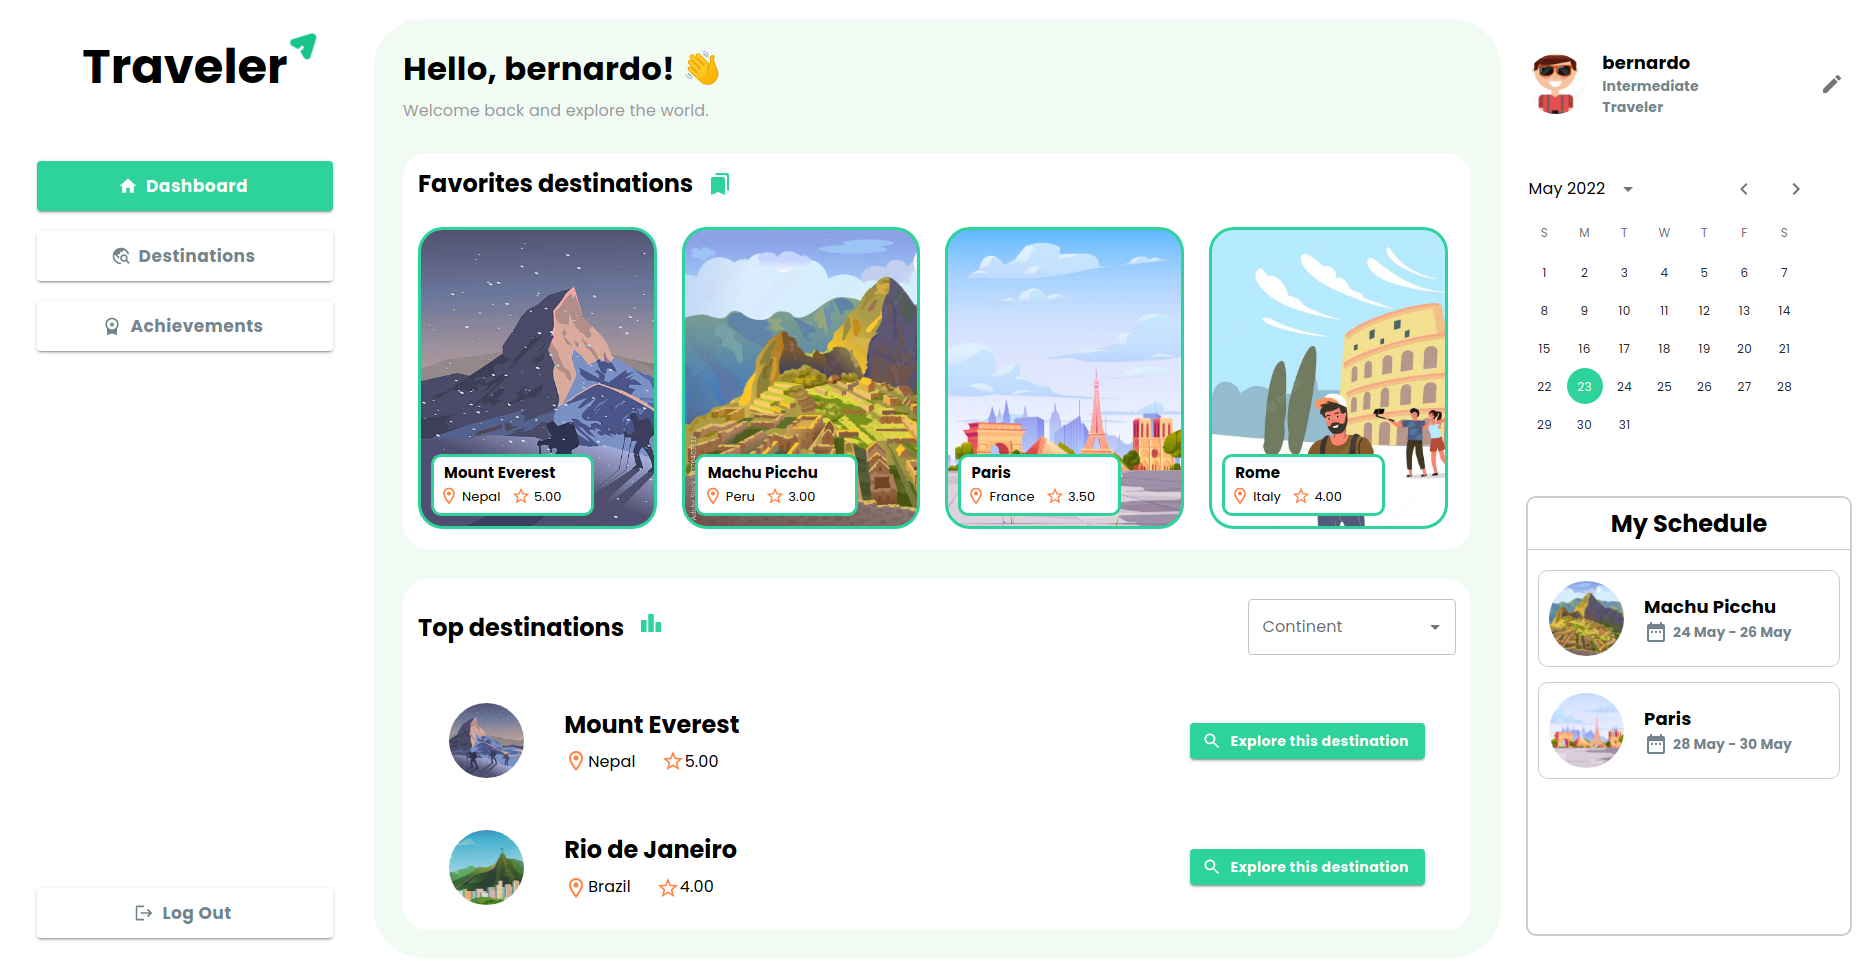 Traveler
Dashboard
Destinations
Achievements
Log Out
Hello, bernardo! 👋
Welcome back and explore the world.
Favorites destinations
Mount Everest
Nepal 5.00
Machu Picchu
Peru 3.00
Paris
France 3.50
Rome
Italy 4.00
Top destinations
Continent
Mount Everest
Nepal 5.00
Explore this destination
Rio de Janeiro
Brazil 4.00
Explore this destination
bernardo
Intermediate
Traveler
May 2022
S M T W T F S
1 2 3 4 5 6 7
8 9 10 11 12 13 14
15 16 17 18 19 20 21
22 23 24 25 26 27 28
29 30 31
My Schedule
Machu Picchu
24 May - 26 May
Paris
28 May - 30 May